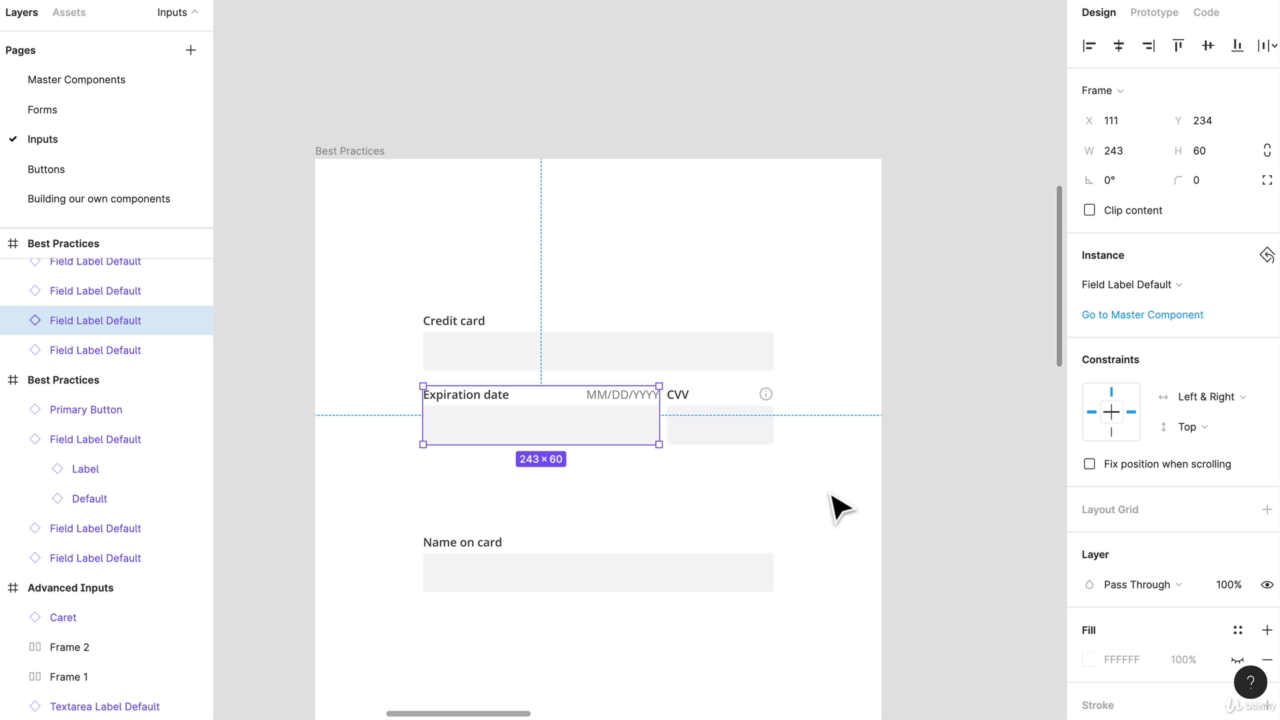 Layers Assets Inputs
Pages
Master Components
Forms
Inputs
Buttons
Building our own components
Best Practices
Field Label Default
Field Label Default
Field Label Default
Field Label Default
Best Practices
Primary Button
Field Label Default
Label
Default
Field Label Default
Field Label Default
Advanced Inputs
Caret
Frame 2
Frame 1
Textarea Label Default
Best Practices
Credit card
Expiration date MM/DD/YYYY CVV
243 × 60
Name on card
Design Prototype Code
Frame
X 111 Y 234
W 243 H 60
0° 0
Clip content
Instance
Field Label Default
Go to Master Component
Constraints
Left & Right
Top
Fix position when scrolling
Layout Grid
Layer
Pass Through 100%
Fill
FFFFFF 100%
Stroke
?
udemy